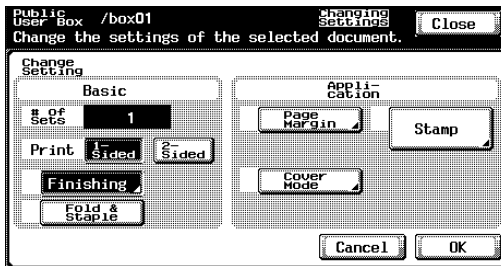 Public
User Box /box01
Changing
Settings
Close
Change the settings of the selected document.
Change
Setting
Basic
# of
Sets
1
Print
1-
Sided
2-
Sided
Finishing
Fold &
Staple
Appli-
cation
Page
Margin
Stamp
Cover
Mode
Cancel
OK